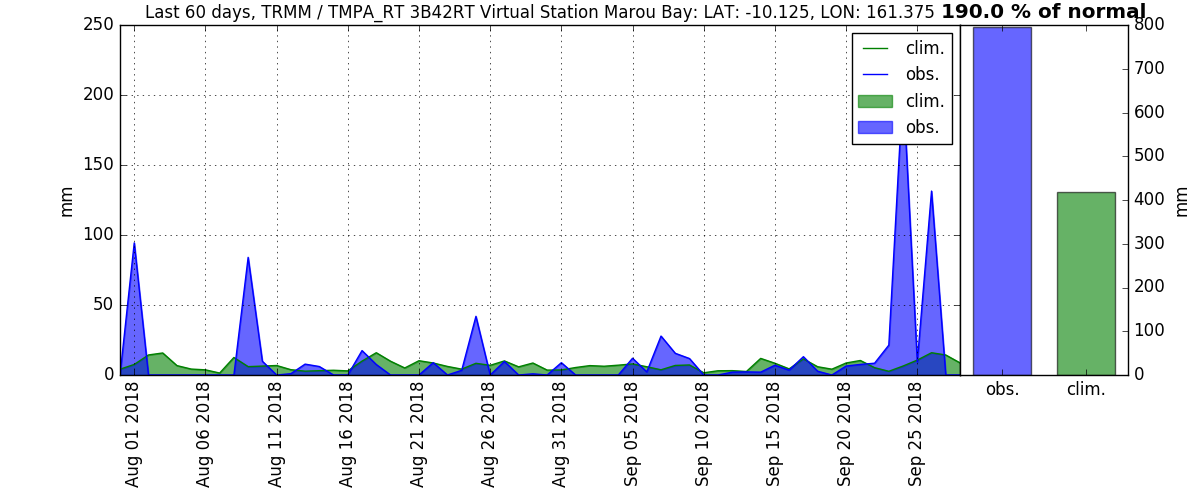 Last 60 days, TRMM / TMPA_RT 3B42RT Virtual Station Marou Bay: LAT: -10.125, LON: 161.375 190.0 % of normal
250
200
150
100
50
0
mm
clim.
obs.
clim.
obs.
800
700
600
500
400
300
200
100
0
mm
Aug 01 2018
Aug 06 2018
Aug 11 2018
Aug 16 2018
Aug 21 2018
Aug 26 2018
Aug 31 2018
Sep 05 2018
Sep 10 2018
Sep 15 2018
Sep 20 2018
Sep 25 2018
obs.
clim.